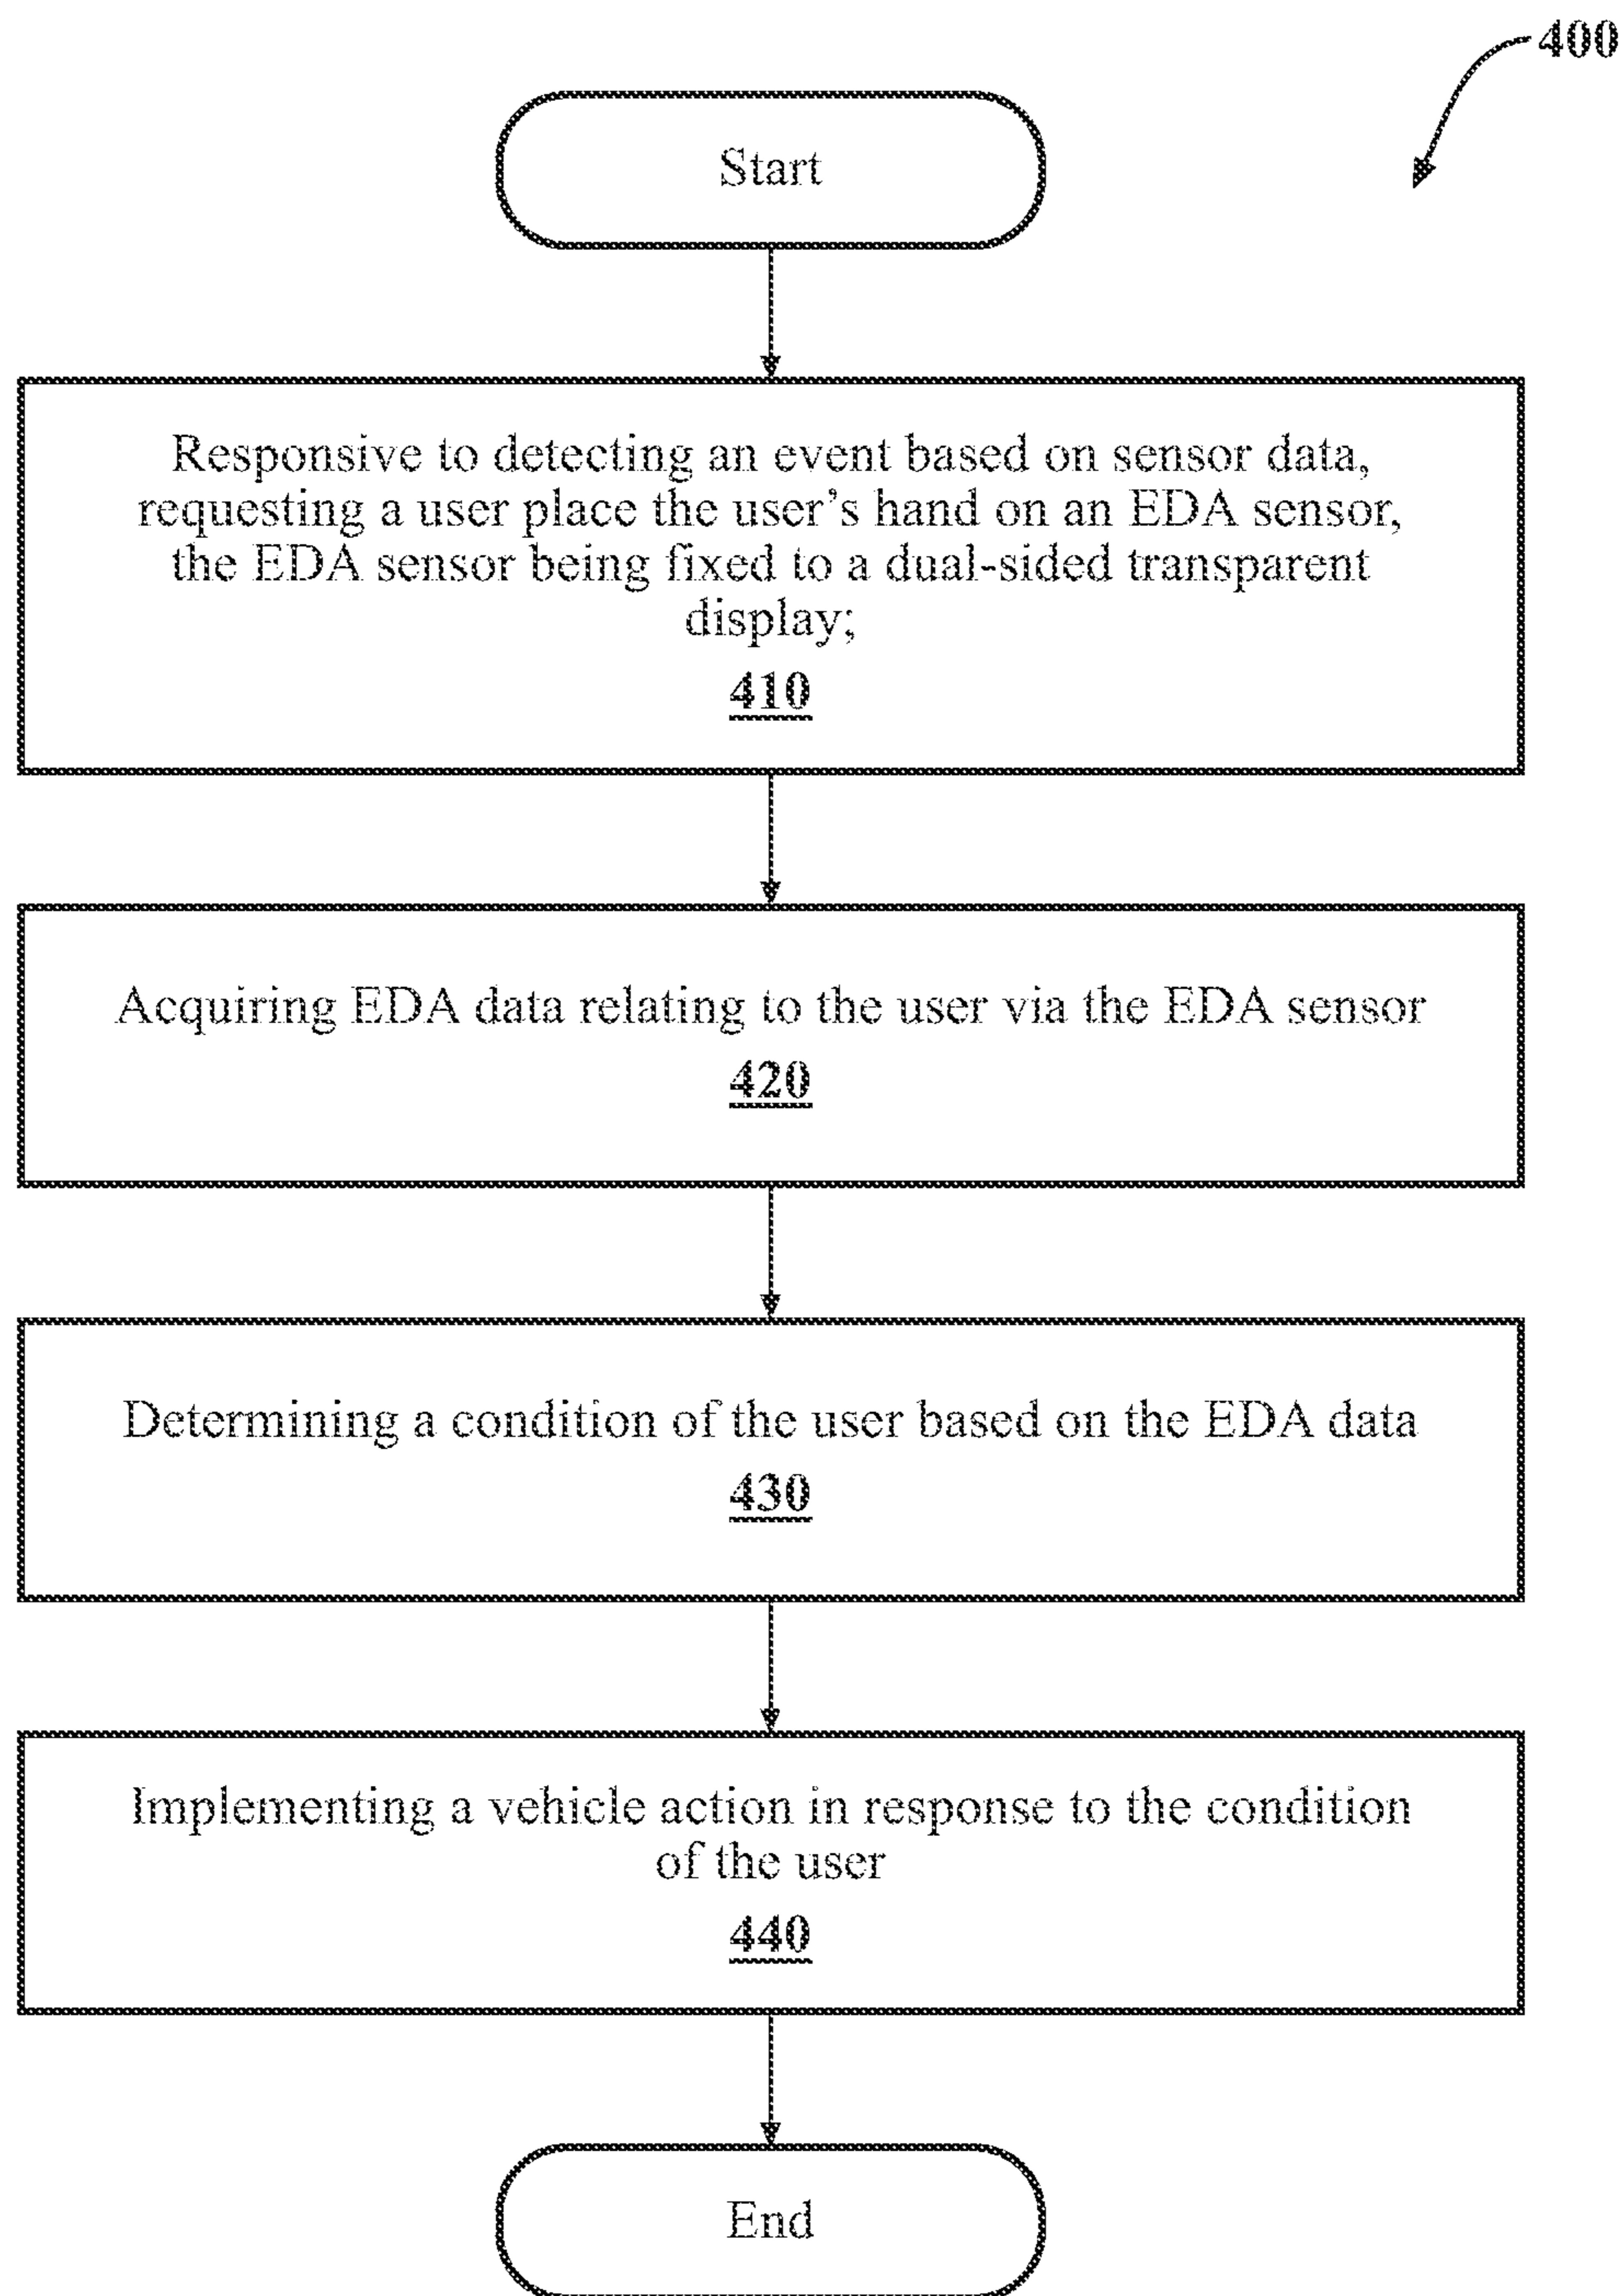 400
Start
Responsive to detecting an event based on sensor data,
requesting a user place the user's hand on an EDA sensor,
the EDA sensor being fixed to a dual-sided transparent
display;
410
Acquiring EDA data relating to the user via the EDA sensor
420
Determining a condition of the user based on the EDA data
430
Implementing a vehicle action in response to the condition
of the user
440
End